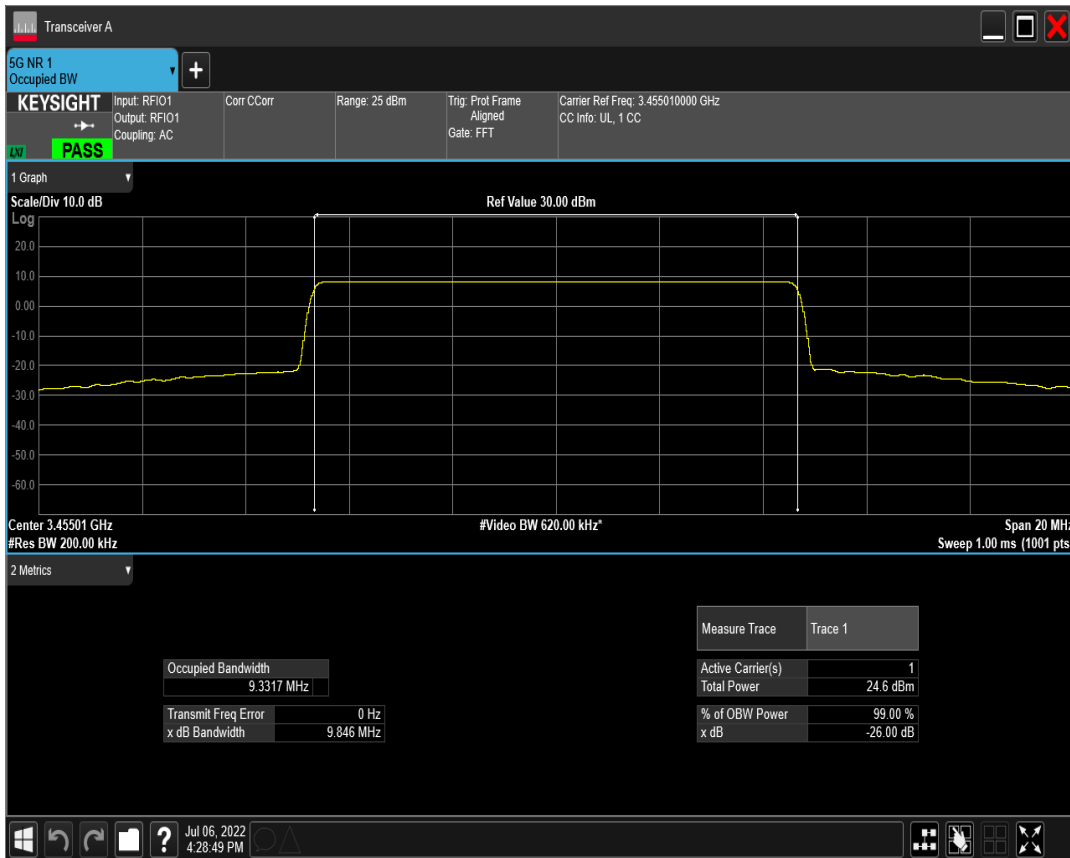 Transceiver A
5G NR 1
Occupied BW
KEYSIGHT
LXI
PASS
Input: RFIO1
Output: RFIO1
Coupling: AC
Corr CCorr
Range: 25 dBm
Trig: Prot Frame
Aligned
Gate: FFT
Carrier Ref Freq: 3.455010000 GHz
CC Info: UL, 1 CC
1 Graph
Scale/Div 10.0 dB
Ref Value 30.00 dBm
Log
20.0
10.0
0.00
-10.0
-20.0
-30.0
-40.0
-50.0
-60.0
Center 3.45501 GHz
#Video BW 620.00 kHz*
Span 20 MHz
#Res BW 200.00 kHz
Sweep 1.00 ms (1001 pts
2 Metrics
Measure Trace Trace 1
Occupied Bandwidth
9.3317 MHz
Active Carrier(s) 1
Total Power 24.6 dBm
Transmit Freq Error 0 Hz
x dB Bandwidth 9.846 MHz
% of OBW Power 99.00 %
x dB -26.00 dB
?
Jul 06, 2022
4:28:49 PM